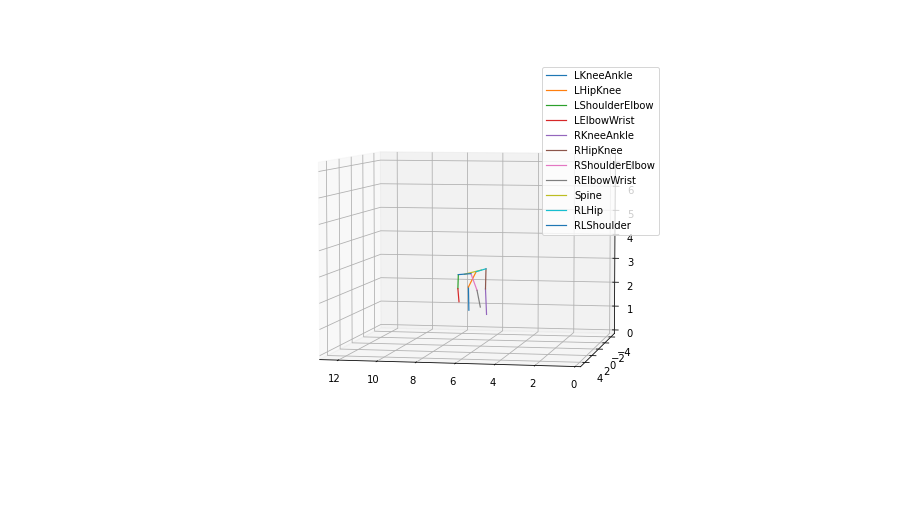 LKneeAnkle
LHipKnee
LShoulderElbow
LElbowWrist
RKneeAnkle
RHipKnee
RShoulderElbow
RElbowWrist
Spine
RLHip
RLShoulder
6
5
4
3
2
1
0
12
10
8
6
4
2
0
4
2
0
−2
−4